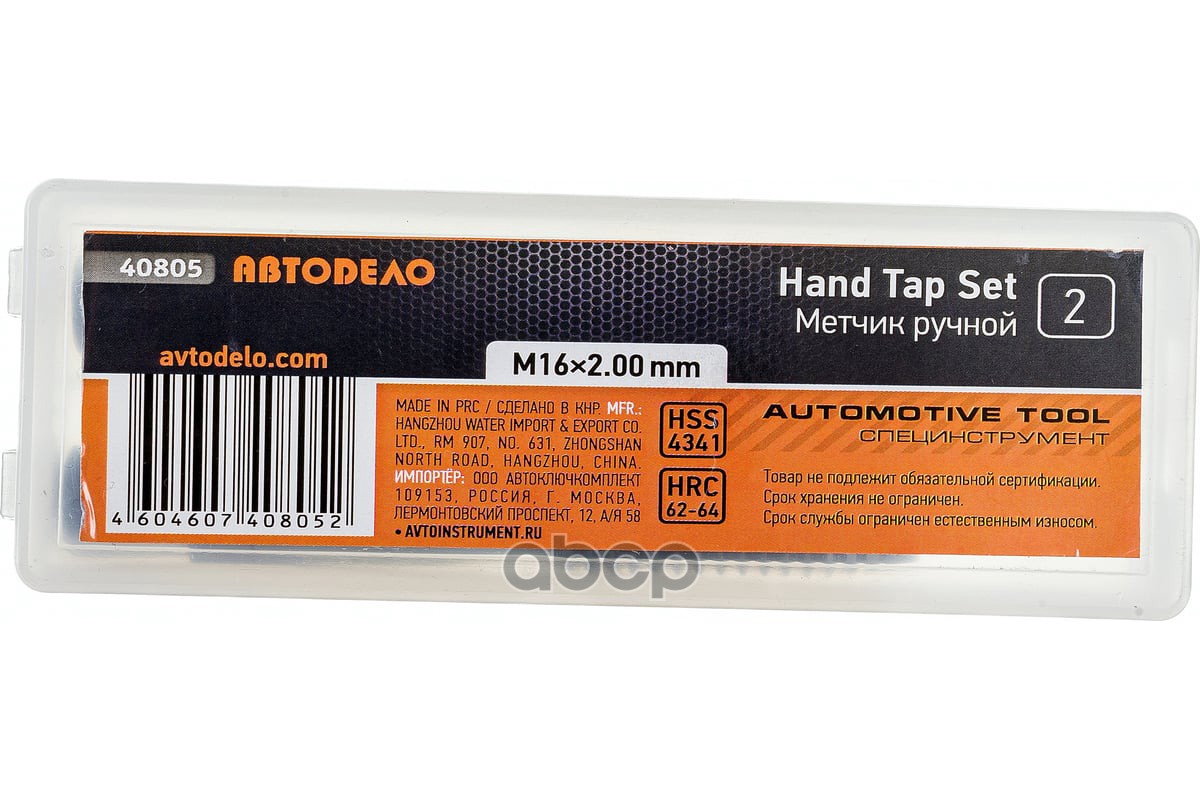 40805 АВТОDЕЛО
Hand Tap Set
Метчик ручной
2
avtodelo.com
M16×2.00 mm
MADE IN PRC / СДЕЛАНО В КНР. MFR.:
HANGZHOU WATER IMPORT & EXPORT CO.
LTD., RM 907, NO. 631, ZHONGSHAN
NORTH ROAD, HANGZHOU, CHINA.
ИМПОРТЁР: ООО АВТОКЛЮЧКОМПЛЕКТ
109153, РОССИЯ, Г. МОСКВА,
ЛЕРМОНТОВСКИЙ ПРОСПЕКТ, 12, А/Я 58
• AVTOINSTRUMENT.RU
HSS
4341
HRC
62-64
AUTOMOTIVE TOOL
СПЕЦИНСТРУМЕНТ
Товар не подлежит обязательной сертификации.
Срок хранения не ограничен.
Срок службы ограничен естественным износом.
4 604607 408052
abcp